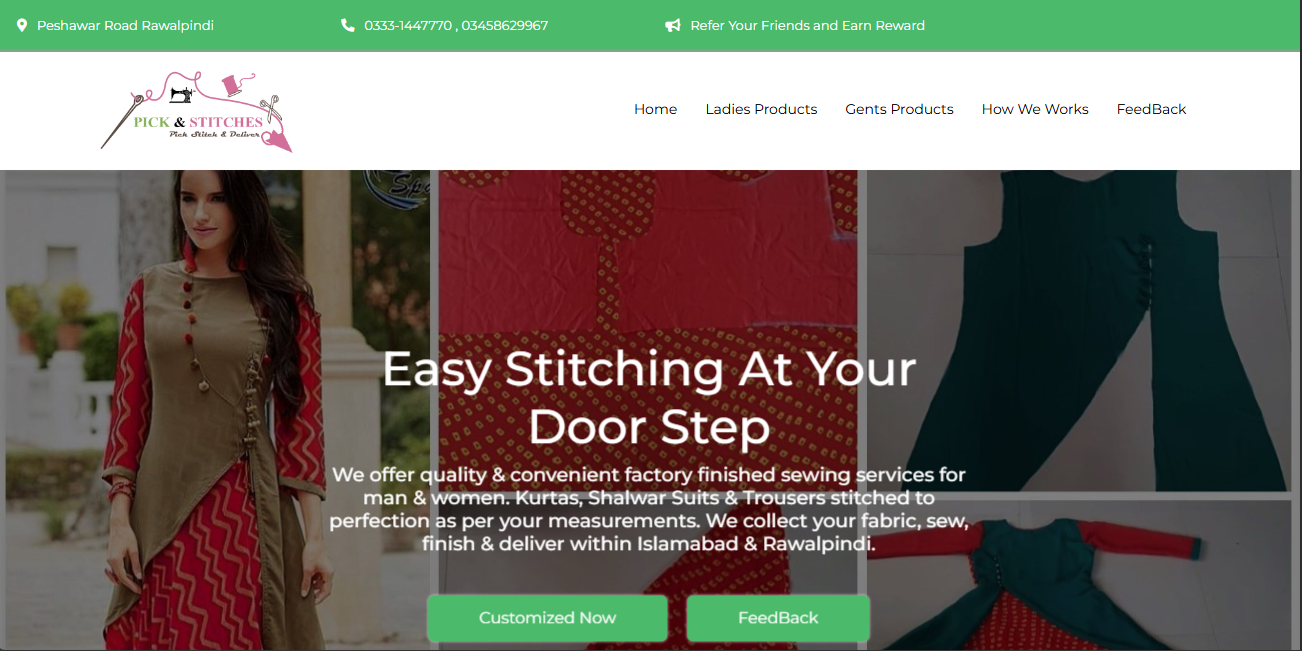 Peshawar Road Rawalpindi
0333-1447770 , 03458629967
Refer Your Friends and Earn Reward
PICK & STITCHES
Pick Stitch & Deliver
Home
Ladies Products
Gents Products
How We Works
FeedBack
Easy Stitching At Your
Door Step
We offer quality & convenient factory finished sewing services for
man & women. Kurtas, Shalwar Suits & Trousers stitched to
perfection as per your measurements. We collect your fabric, sew,
finish & deliver within Islamabad & Rawalpindi.
Customized Now
FeedBack